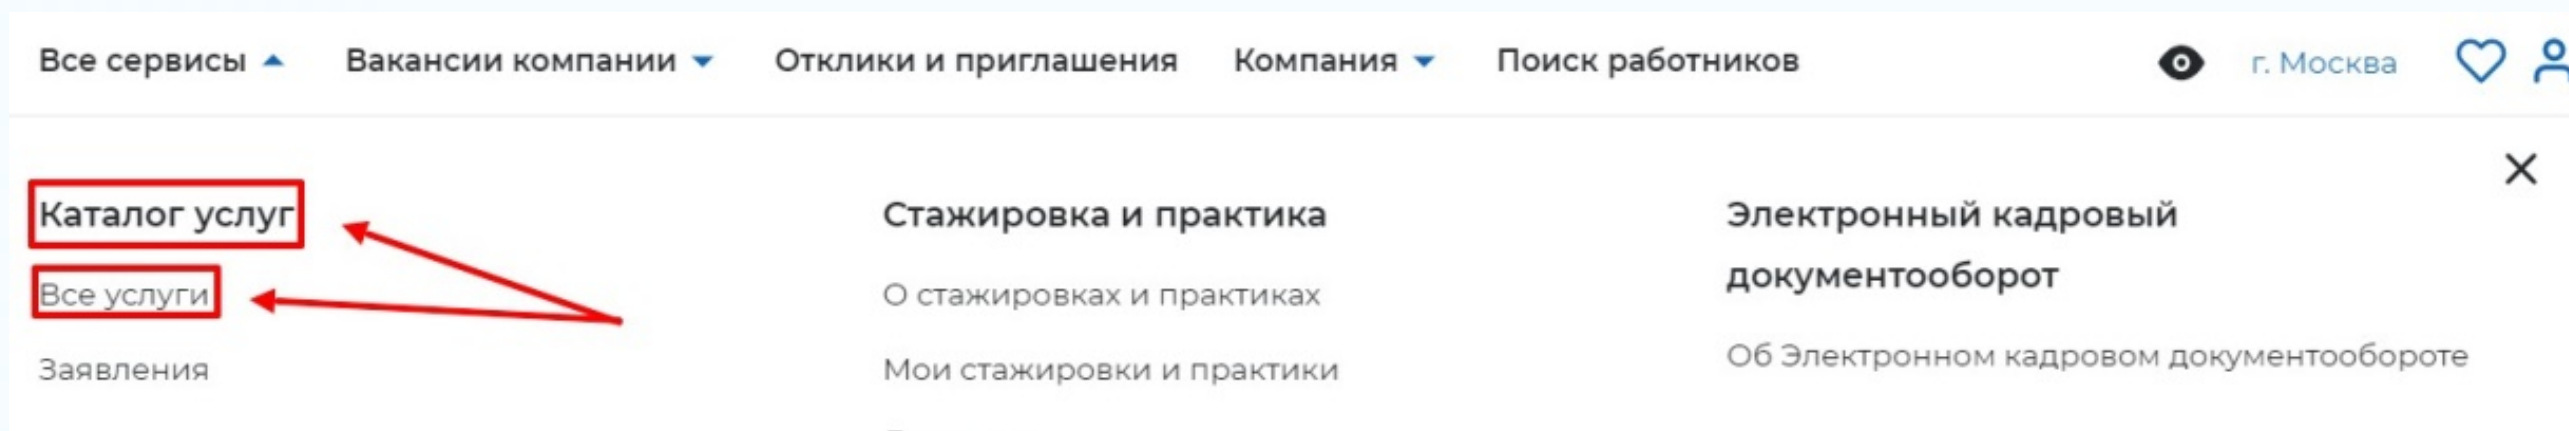 Все сервисы Вакансии компании Отклики и приглашения Компания Поиск работников г. Москва
Каталог услуг
Все услуги
Заявления
Стажировка и практика
О стажировках и практиках
Мои стажировки и практики
Электронный кадровый
документооборот
Об Электронном кадровом документообороте